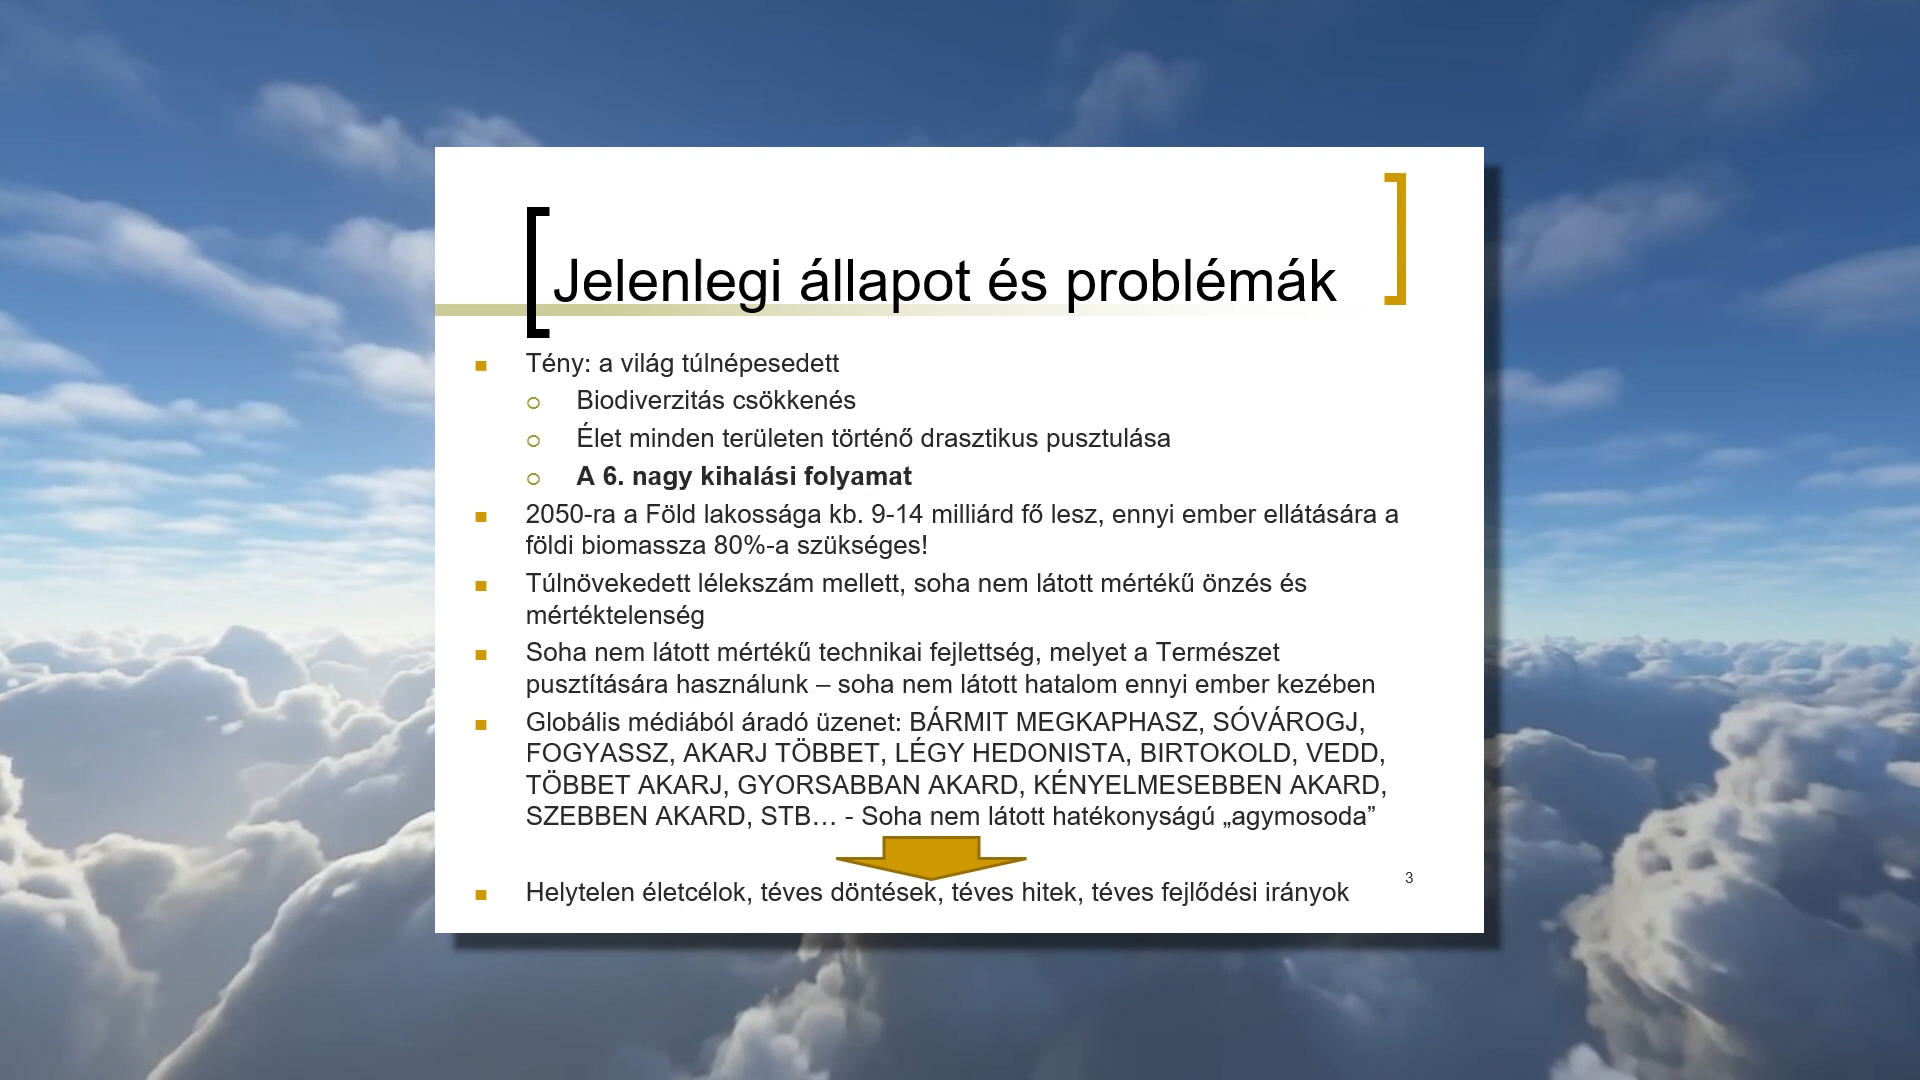 Jelenlegi állapot és problémák
Tény: a világ túlnépesedett
Biodiverzitás csökkenés
Élet minden területen történő drasztikus pusztulása
A 6. nagy kihalási folyamat
2050-ra a Föld lakossága kb. 9-14 milliárd fő lesz, ennyi ember ellátására a
földi biomassza 80%-a szükséges!
Túlnövekedett lélekszám mellett, soha nem látott mértékű önzés és
mértéktelenség
Soha nem látott mértékű technikai fejlettség, melyet a Természet
pusztítására használunk – soha nem látott hatalom ennyi ember kezében
Globális médiából áradó üzenet: BÁRMIT MEGKAPHASZ, SÓVÁROGJ,
FOGYASSZ, AKARJ TÖBBET, LÉGY HEDONISTA, BIRTOKOLD, VEDD,
TÖBBET AKARJ, GYORSABBAN AKARD, KÉNYELMESEBBEN AKARD,
SZEBBEN AKARD, STB… - Soha nem látott hatékonyságú „agymosoda”
Helytelen életcélok, téves döntések, téves hitek, téves fejlődési irányok
3